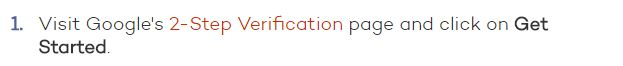 1. Visit Google's 2-Step Verification page and click on Get
Started.